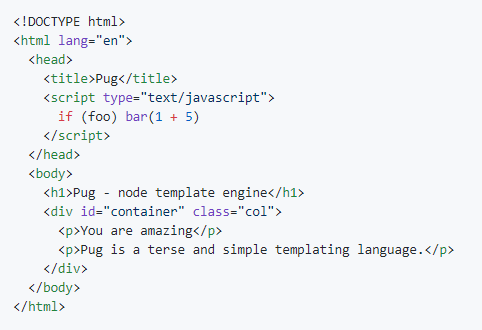 <!DOCTYPE html>
<html lang="en">
  <head>
    <title>Pug</title>
    <script type="text/javascript">
      if (foo) bar(1 + 5)
    </script>
  </head>
  <body>
    <h1>Pug - node template engine</h1>
    <div id="container" class="col">
      <p>You are amazing</p>
      <p>Pug is a terse and simple templating language.</p>
    </div>
  </body>
</html>